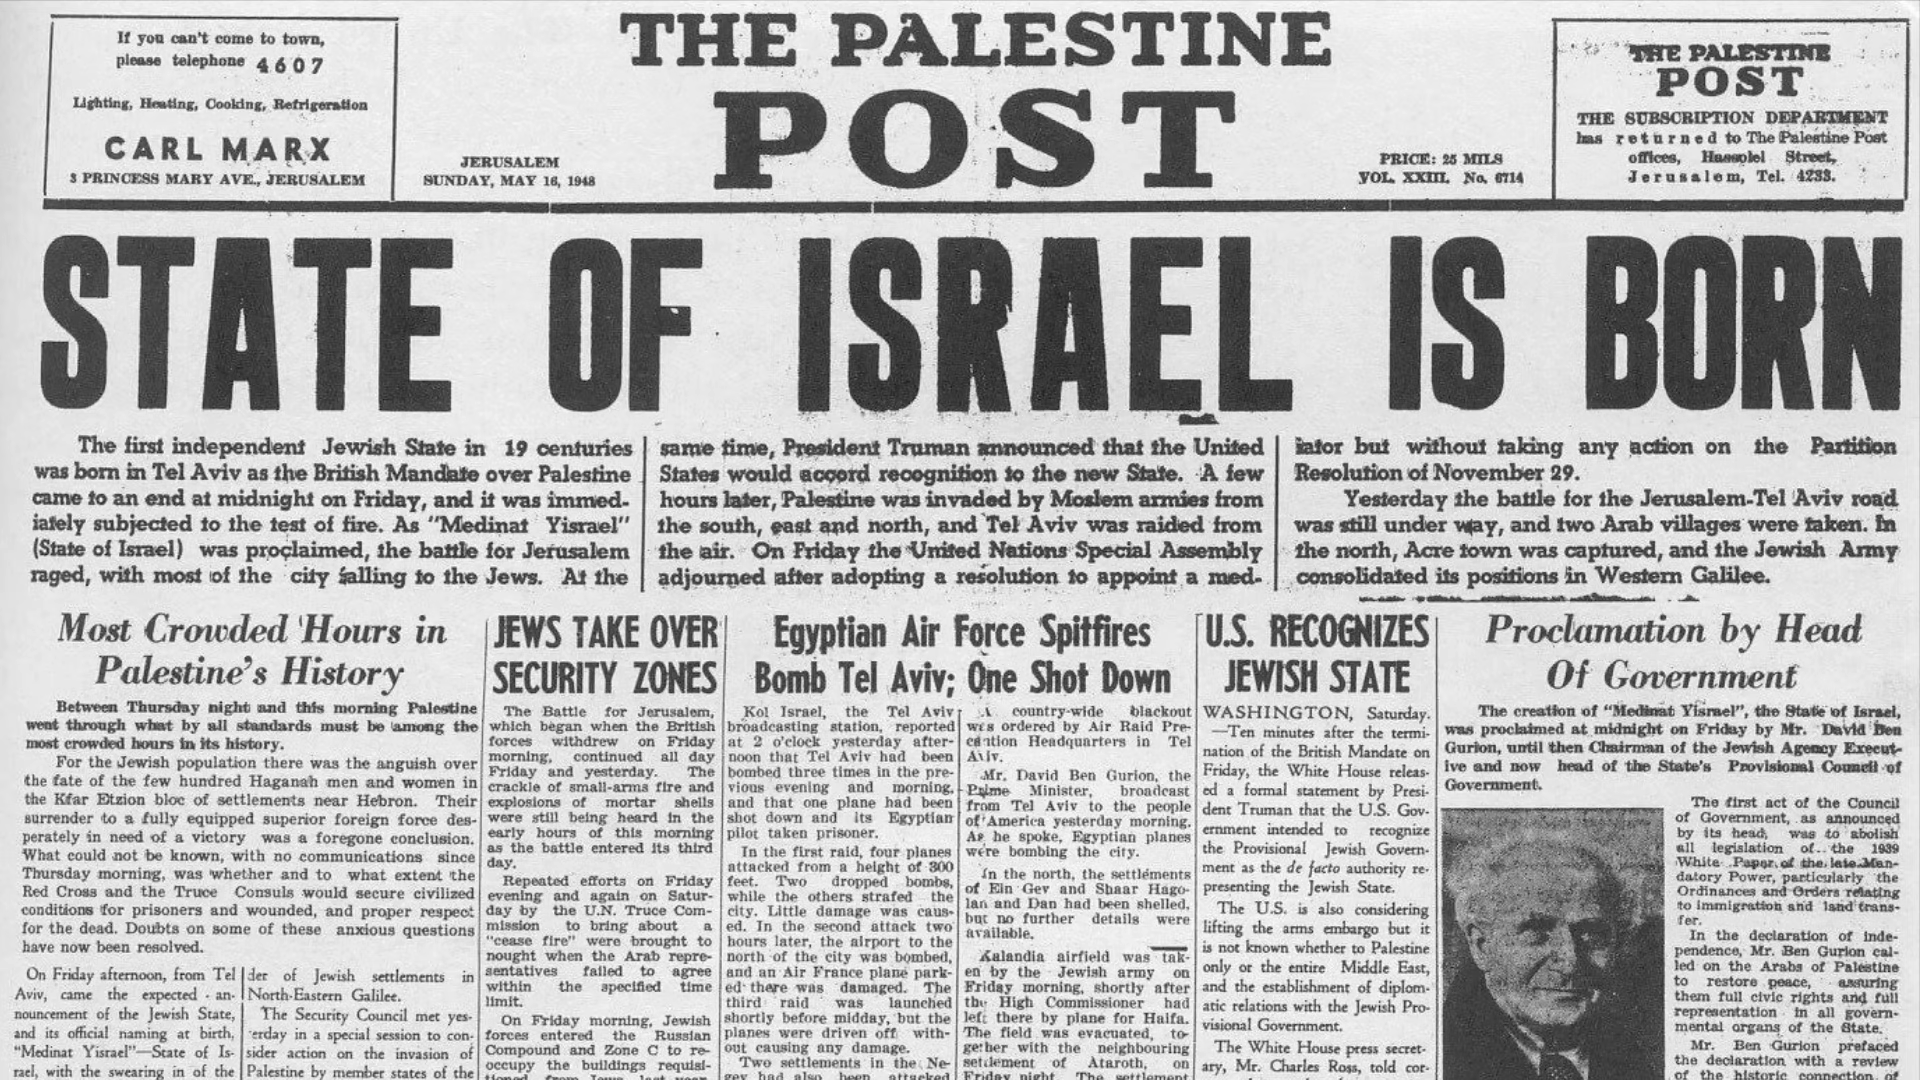 If you can't come to town,
please telephone 4607
Lighting, Heating, Cooking, Refrigeration
CARL MARX
3 PRINCESS MARY AVE., JERUSALEM
JERUSALEM
SUNDAY, MAY 16, 1948
THE PALESTINE
POST
PRICE: 25 MILS
VOL. XXIII. No. 6714
THE PALESTINE
POST
THE SUBSCRIPTION DEPARTMENT
has returned to The Palestine Post
offices, Hassolel Street,
Jerusalem, Tel. 4233.
STATE OF ISRAEL IS BORN
The first independent Jewish State in 19 centuries
was born in Tel Aviv as the British Mandate over Palestine
came to an end at midnight on Friday, and it was immed-
iately subjected to the test of fire. As "Medinat Yisrael"
(State of Israel) was proclaimed, the battle for Jerusalem
raged, with most of the city falling to the Jews. At the
same time, President Truman announced that the United
States would accord recognition to the new State. A few
hours later, Palestine was invaded by Moslem armies from
the south, east and north, and Tel Aviv was raided from
the air. On Friday the United Nations Special Assembly
adjourned after adopting a resolution to appoint a med-
iator but without taking any action on the Partition
Resolution of November 29.
Yesterday the battle for the Jerusalem-Tel Aviv road
was still under way, and two Arab villages were taken. In
the north, Acre town was captured, and the Jewish Army
consolidated its positions in Western Galilee.
Most Crowded Hours in
Palestine's History
Between Thursday night and this morning Palestine
went through what by all standards must be among the
most crowded hours in its history.
For the Jewish population there was the anguish over
the fate of the few hundred Haganah men and women in
the Kfar Etzion bloc of settlements near Hebron. Their
surrender to a fully equipped superior foreign force des-
perately in need of a victory was a foregone conclusion.
What could not be known, with no communications since
Thursday morning, was whether and to what extent the
Red Cross and the Truce Consuls would secure civilized
conditions for prisoners and wounded, and proper respect
for the dead. Doubts on some of these anxious questions
have now been resolved.
On Friday afternoon, from Tel
Aviv, came the expected an-
nouncement of the Jewish State,
and its official naming at birth,
"Medinat Yisrael"—State of Is-
rael, with the swearing in of the
der of Jewish settlements in
North-Eastern Galilee.
The Security Council met yes-
terday in a special session to con-
sider action on the invasion of
Palestine by member states of the
JEWS TAKE OVER
SECURITY ZONES
The Battle for Jerusalem,
which began when the British
forces withdrew on Friday
morning, continued all day
Friday and yesterday. The
crackle of small-arms fire and
explosions of mortar shells
were still being heard in the
early hours of this morning
as the battle entered its third
day.
Repeated efforts on Friday
evening and again on Satur-
day by the U.N. Truce Com-
mission to bring about a
"cease fire" were brought to
nought when the Arab repre-
sentatives failed to agree
within the specified time
limit.
On Friday morning, Jewish
forces entered the Russian
Compound and Zone C to re-
occupy the buildings requisi-
tioned from Jews last year
Egyptian Air Force Spitfires
Bomb Tel Aviv; One Shot Down
Kol Israel, the Tel Aviv
broadcasting station, reported
at 2 o'clock yesterday after-
noon that Tel Aviv had been
bombed three times in the pre-
vious evening and morning,
and that one plane had been
shot down and its Egyptian
pilot taken prisoner.
In the first raid, four planes
attacked from a height of 300
feet. Two dropped bombs,
while the others strafed the
city. Little damage was caus-
ed. In the second attack two
hours later, the airport to the
north of the city was bombed,
and an Air France plane park-
ed there was damaged. The
third raid was launched
shortly before midday, but the
planes were driven off with-
out causing any damage.
Two settlements in the Ne-
gev had also been attacked
A country-wide blackout
was ordered by Air Raid Pre-
caution Headquarters in Tel
Aviv.
Mr. David Ben Gurion, the
Prime Minister, broadcast
from Tel Aviv to the people
of America yesterday morning.
As he spoke, Egyptian planes
were bombing the city.
In the north, the settlements
of Ein Gev and Shaar Hago-
lan and Dan had been shelled,
but no further details were
available.
Kalandia airfield was tak-
en by the Jewish army on
Friday morning, shortly after
the High Commissioner had
left there by plane for Haifa.
The field was evacuated, to-
gether with the neighbouring
settlement of Ataroth, on
Friday night. The settlement
U.S. RECOGNIZES
JEWISH STATE
WASHINGTON, Saturday.
—Ten minutes after the termi-
nation of the British Mandate on
Friday, the White House releas-
ed a formal statement by Presi-
dent Truman that the U.S. Gov-
ernment intended to recognize
the Provisional Jewish Govern-
ment as the de facto authority re-
presenting the Jewish State.
The U.S. is also considering
lifting the arms embargo but it
is not known whether to Palestine
only or the entire Middle East,
and the establishment of diplom-
atic relations with the Jewish Pro-
visional Government.
The White House press secret-
ary, Mr. Charles Ross, told cor-
Proclamation by Head
Of Government
The creation of "Medinat Yisrael", the State of Israel,
was proclaimed at midnight on Friday by Mr. David Ben
Gurion, until then Chairman of the Jewish Agency Execut-
ive and now head of the State's Provisional Council of
Government.
The first act of the Council
of Government, as announced
by its head, was to abolish
all legislation of the 1939
White Paper of the late Man-
datory Power, particularly the
Ordinances and Orders relating
to immigration and land trans-
fer.
In the declaration of inde-
pendence, Mr. Ben Gurion cal-
led on the Arabs of Palestine
to restore peace, assuring
them full civic rights and full
representation in all govern-
mental organs of the State.
Mr. Ben Gurion prefaced
the declaration with a review
of the historic connection of